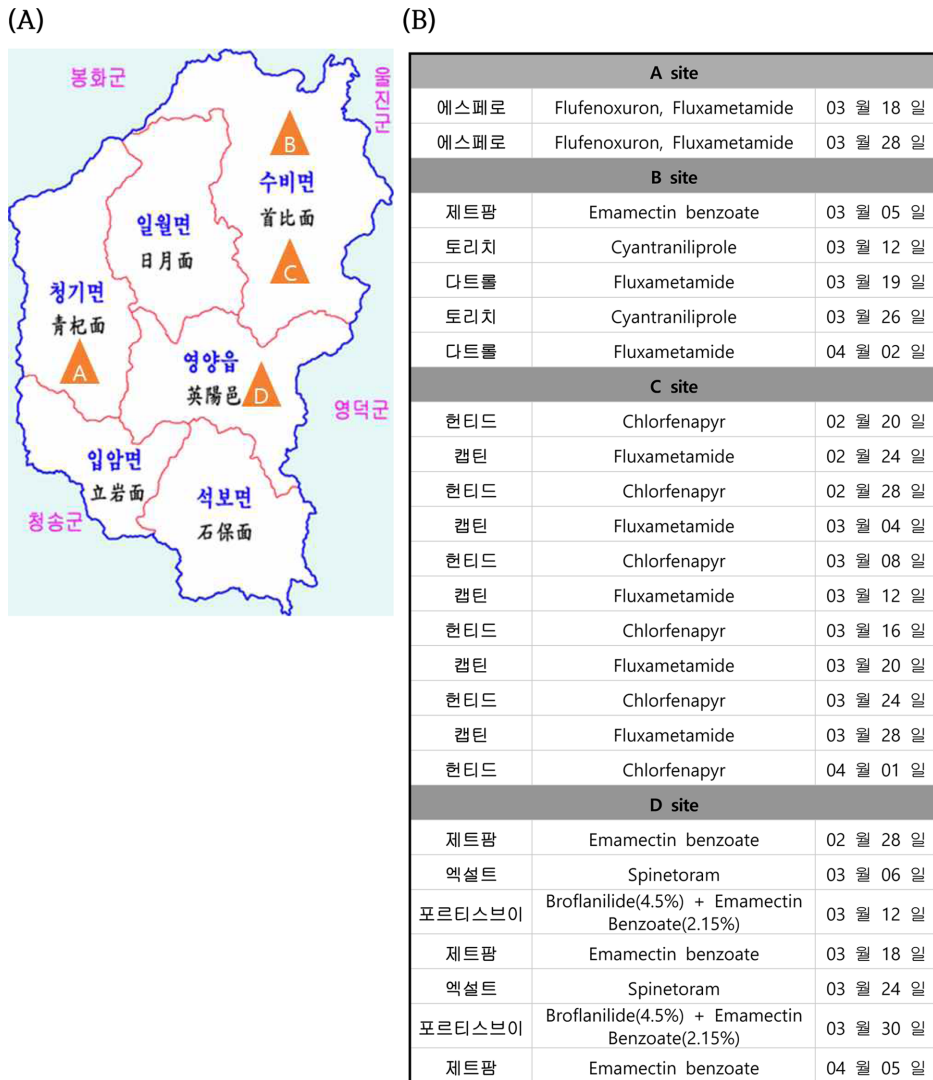 (A)
봉화군
울진군
B
수비면
首比面
일월면
日月面
C
청기면
青杞面
A
영양읍
英陽邑
D
영덕군
입암면
立岩面
석보면
石保面
청송군
(B)
A site
에스페로 Flufenoxuron, Fluxametamide 03 월 18 일
에스페로 Flufenoxuron, Fluxametamide 03 월 28 일
B site
제트팜 Emamectin benzoate 03 월 05 일
토리치 Cyantraniliprole 03 월 12 일
다트롤 Fluxametamide 03 월 19 일
토리치 Cyantraniliprole 03 월 26 일
다트롤 Fluxametamide 04 월 02 일
C site
헌티드 Chlorfenapyr 02 월 20 일
캡틴 Fluxametamide 02 월 24 일
헌티드 Chlorfenapyr 02 월 28 일
캡틴 Fluxametamide 03 월 04 일
헌티드 Chlorfenapyr 03 월 08 일
캡틴 Fluxametamide 03 월 12 일
헌티드 Chlorfenapyr 03 월 16 일
캡틴 Fluxametamide 03 월 20 일
헌티드 Chlorfenapyr 03 월 24 일
캡틴 Fluxametamide 03 월 28 일
헌티드 Chlorfenapyr 04 월 01 일
D site
제트팜 Emamectin benzoate 02 월 28 일
엑설트 Spinetoram 03 월 06 일
포르티스브이 Broflanilide(4.5%) + Emamectin
Benzoate(2.15%) 03 월 12 일
제트팜 Emamectin benzoate 03 월 18 일
엑설트 Spinetoram 03 월 24 일
포르티스브이 Broflanilide(4.5%) + Emamectin
Benzoate(2.15%) 03 월 30 일
제트팜 Emamectin benzoate 04 월 05 일